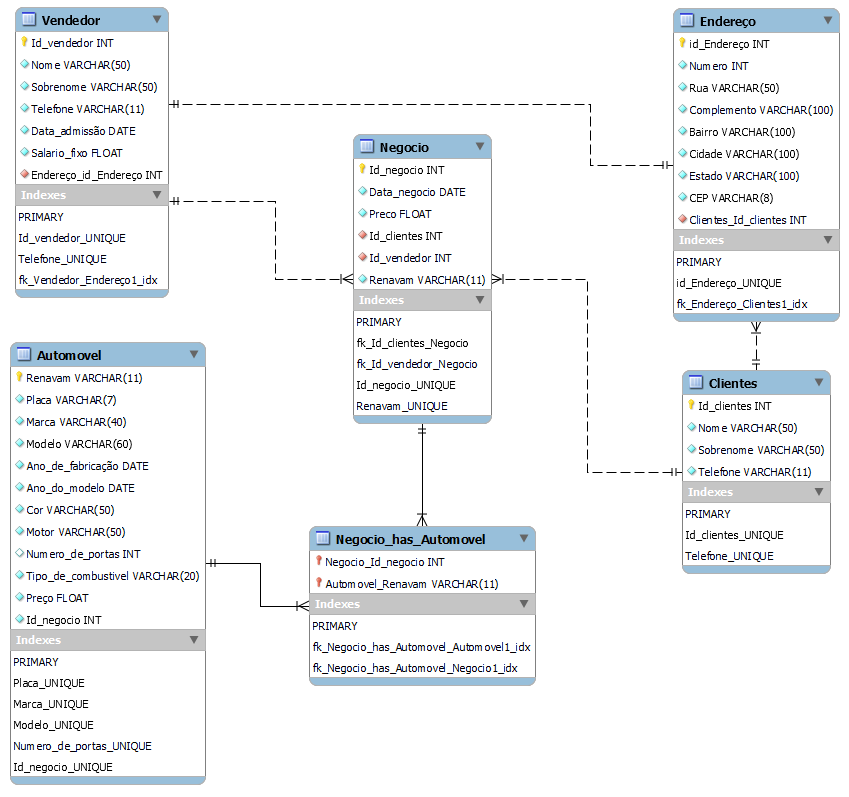 Vendedor
Id_vendedor INT
Nome VARCHAR(50)
Sobrenome VARCHAR(50)
Telefone VARCHAR(11)
Data_admissão DATE
Salario_fixo FLOAT
Endereço_id_Endereço INT
Indexes
PRIMARY
Id_vendedor_UNIQUE
Telefone_UNIQUE
fk_Vendedor_Endereço1_idx
Negocio
Id_negocio INT
Data_negocio DATE
Preco FLOAT
Id_clientes INT
Id_vendedor INT
Renavam VARCHAR(11)
Indexes
PRIMARY
fk_Id_clientes_Negocio
fk_Id_vendedor_Negocio
Id_negocio_UNIQUE
Renavam_UNIQUE
Endereço
id_Endereço INT
Numero INT
Rua VARCHAR(50)
Complemento VARCHAR(100)
Bairro VARCHAR(100)
Cidade VARCHAR(100)
Estado VARCHAR(100)
CEP VARCHAR(8)
Clientes_Id_clientes INT
Indexes
PRIMARY
id_Endereço_UNIQUE
fk_Endereço_Clientes1_idx
Automovel
Renavam VARCHAR(11)
Placa VARCHAR(7)
Marca VARCHAR(40)
Modelo VARCHAR(60)
Ano_de_fabricação DATE
Ano_do_modelo DATE
Cor VARCHAR(50)
Motor VARCHAR(50)
Numero_de_portas INT
Tipo_de_combustivel VARCHAR(20)
Preço FLOAT
Id_negocio INT
Indexes
PRIMARY
Placa_UNIQUE
Marca_UNIQUE
Modelo_UNIQUE
Numero_de_portas_UNIQUE
Id_negocio_UNIQUE
Negocio_has_Automovel
Negocio_Id_negocio INT
Automovel_Renavam VARCHAR(11)
Indexes
PRIMARY
fk_Negocio_has_Automovel_Automovel1_idx
fk_Negocio_has_Automovel_Negocio1_idx
Clientes
Id_clientes INT
Nome VARCHAR(50)
Sobrenome VARCHAR(50)
Telefone VARCHAR(11)
Indexes
PRIMARY
Id_clientes_UNIQUE
Telefone_UNIQUE